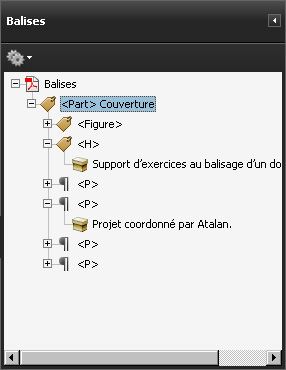 Balises
Balises
<Part> Couverture
<Figure>
<H>
Support d'exercices au balisage d'un do
<P>
<P>
Projet coordonné par Atalan.
<P>
<P>